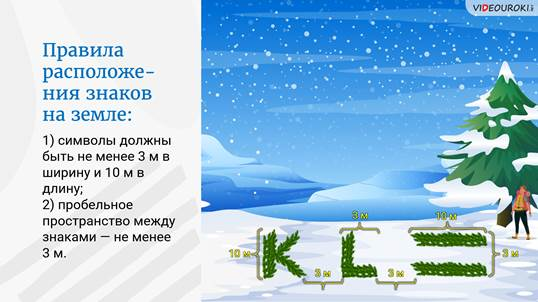 VIDEOUROKI
Правила
расположе-
ния знаков
на земле:
1) символы должны
быть не менее 3 м в
ширину и 10 м в
длину;
2) пробельное
пространство между
знаками — не менее
3 м.
3 м
10 м
10 м
K L =
3 м
3 м
3 м